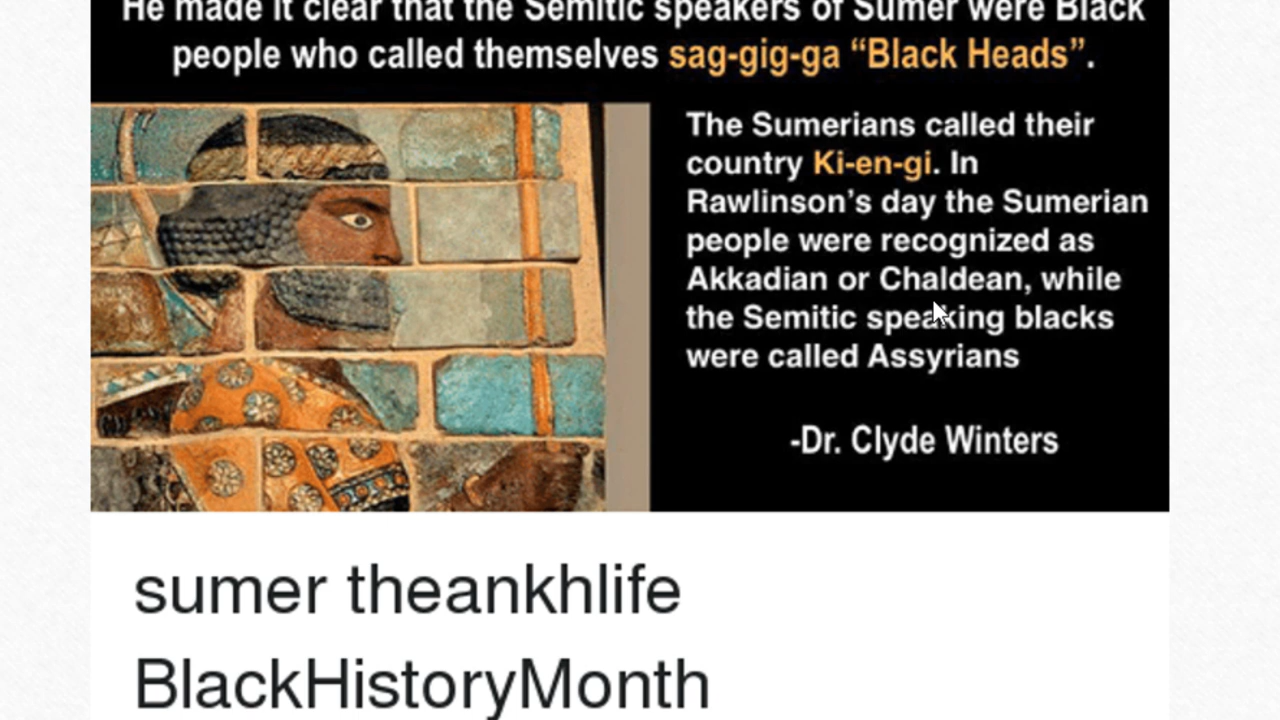 He made it clear that the Semitic speakers of Sumer were Black
people who called themselves sag-gig-ga “Black Heads”.
The Sumerians called their
country Ki-en-gi. In
Rawlinson’s day the Sumerian
people were recognized as
Akkadian or Chaldean, while
the Semitic speaking blacks
were called Assyrians
-Dr. Clyde Winters
sumer theankhlife
BlackHistoryMonth